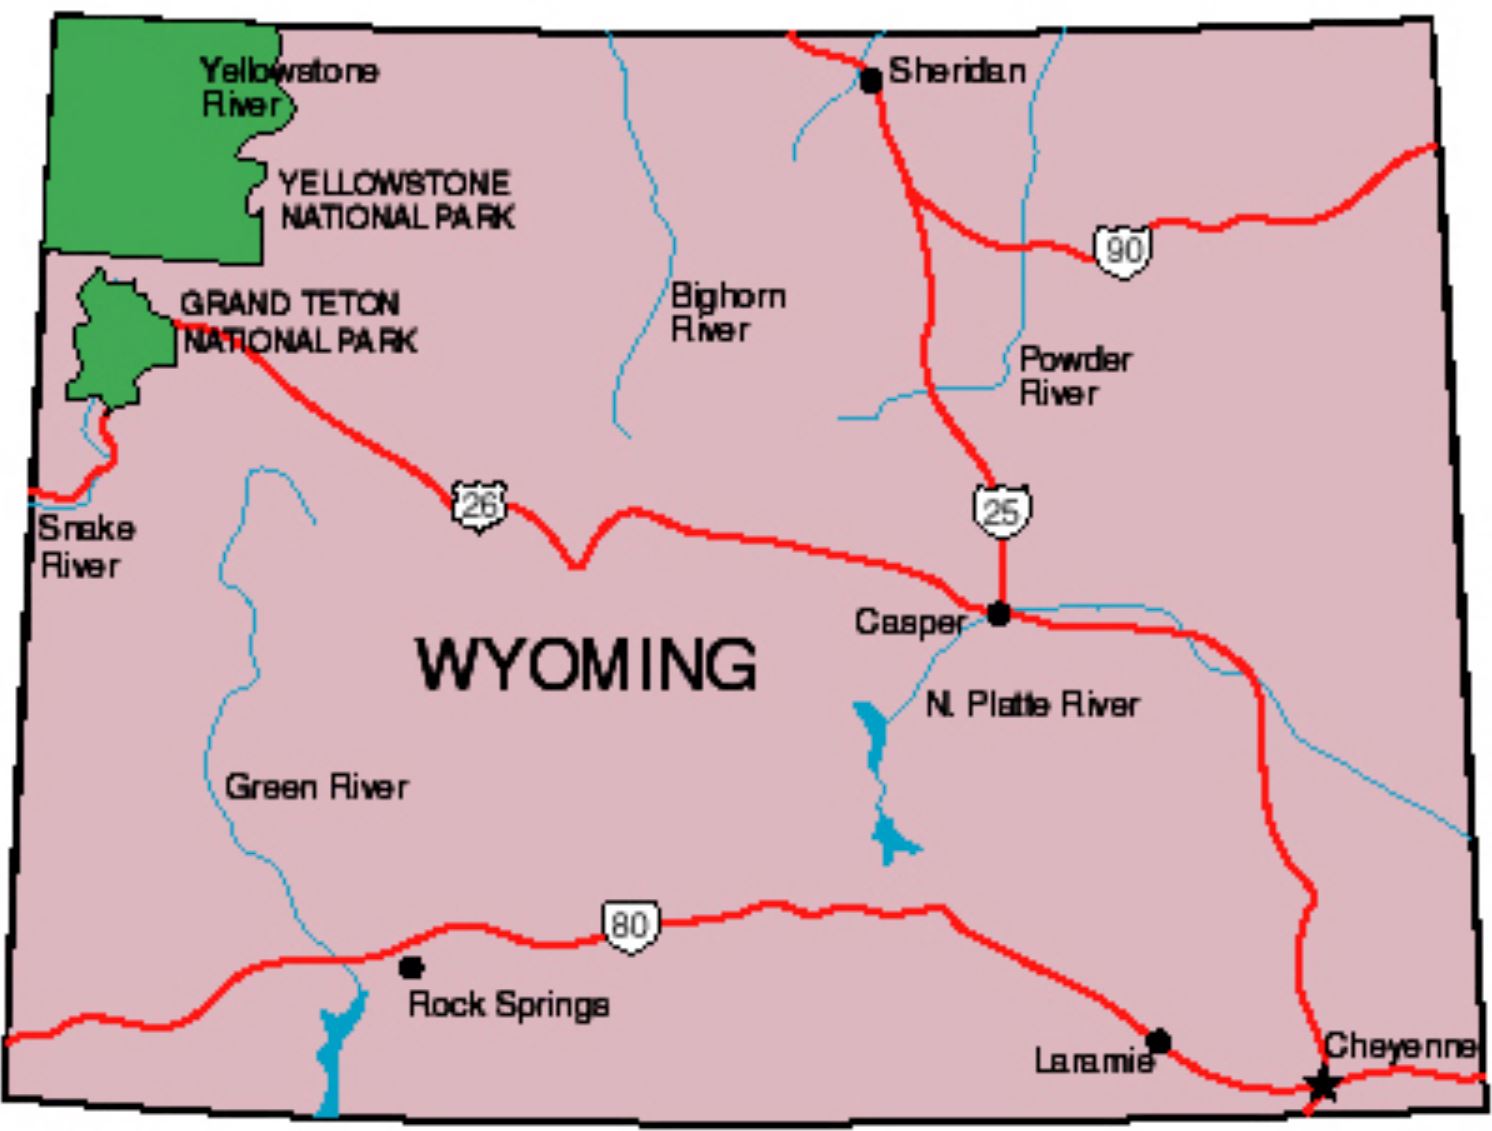 Yellowstone
River
Sheridan
YELLOWSTONE
NATIONAL PARK
90
GRAND TETON
NATIONAL PARK
Bighorn
River
Powder
River
26
25
Snake
River
Casper
WYOMING
N. Platte River
Green River
80
Rock Springs
Laramie
Cheyenne